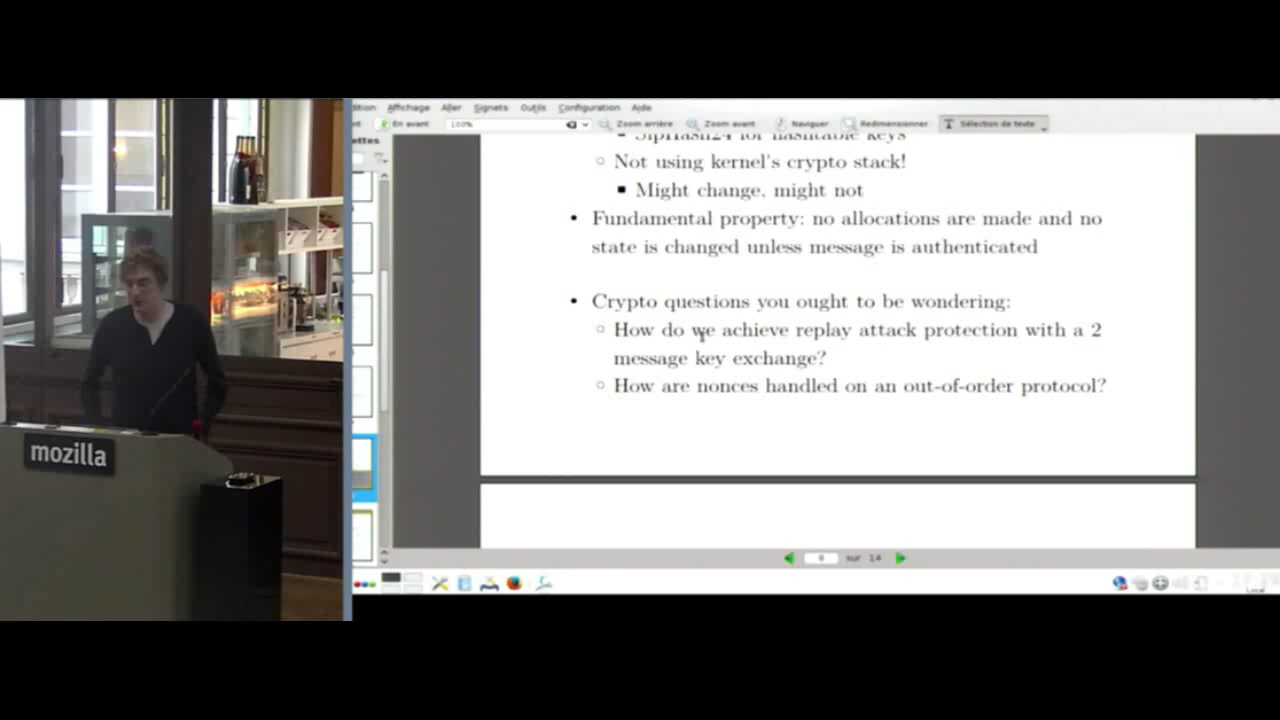 mozilla
Affichage Aller Signets Outils Configuration Aide
En avant 100% Zoom arrière Zoom avant Naviguer Redimensionner Sélection de texte
for hashtable keys
Not using kernel's crypto stack!
Might change, might not
Fundamental property: no allocations are made and no
state is changed unless message is authenticated
Crypto questions you ought to be wondering:
How do we achieve replay attack protection with a 2
message key exchange?
How are nonces handled on an out-of-order protocol?
sur 14